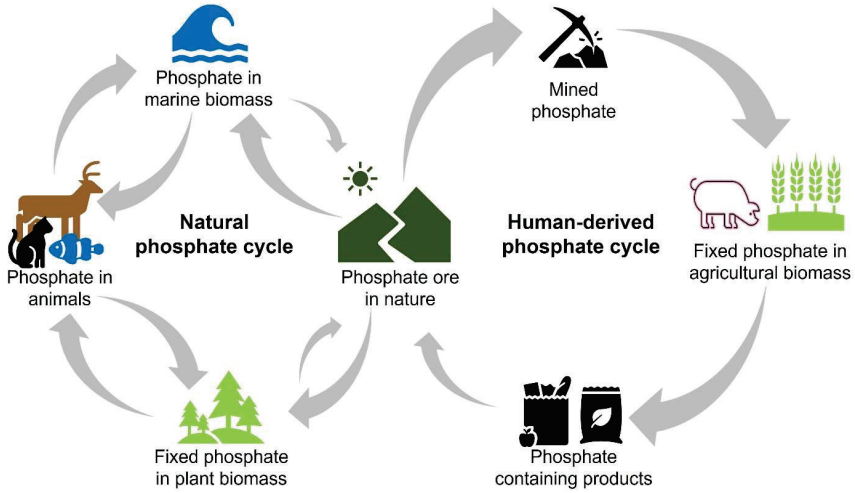 Phosphate in
marine biomass
Mined
phosphate
Natural
phosphate cycle
Human-derived
phosphate cycle
Phosphate in
animals
Phosphate ore
in nature
Fixed phosphate in
agricultural biomass
Fixed phosphate
in plant biomass
Phosphate
containing products